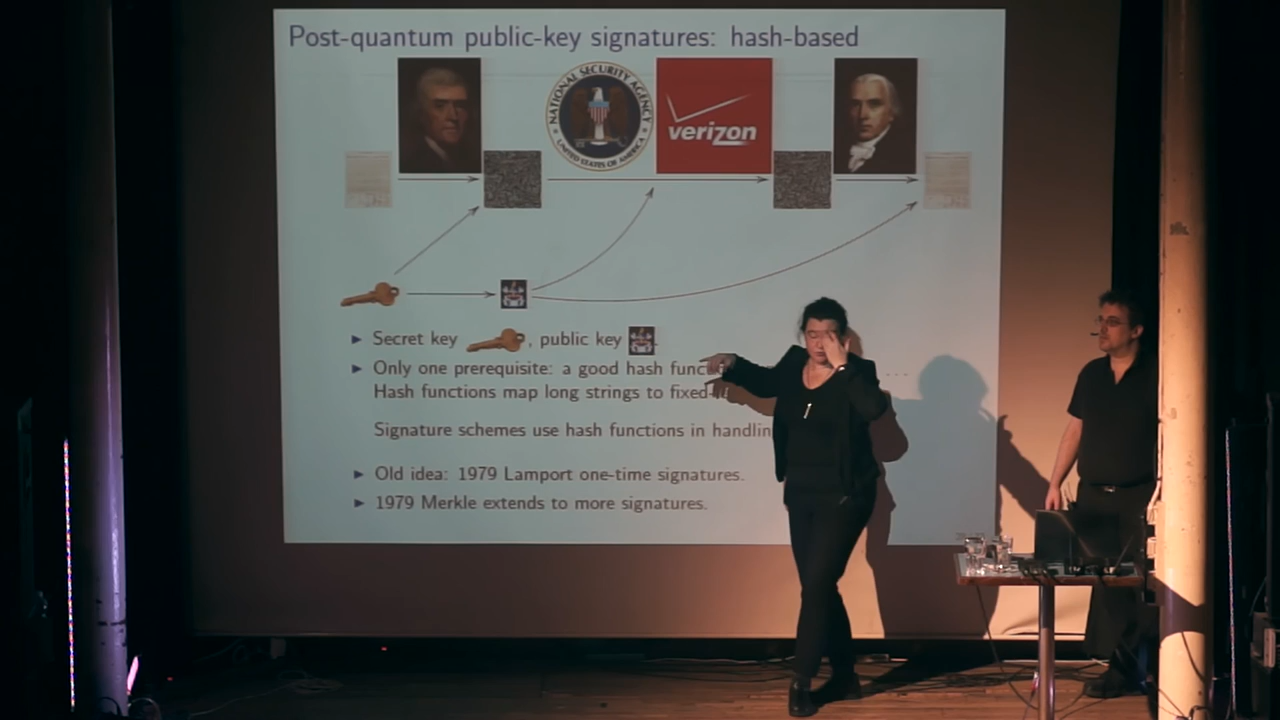 Post-quantum public-key signatures: hash-based
NATIONAL SECURITY AGENCY
UNITED STATES OF AMERICA
verizon
Secret key , public key .
Only one prerequisite: a good hash
Hash functions map long strings to
Signature schemes use hash functions in
Old idea: 1979 Lamport one-time signatures.
1979 Merkle extends to more signatures.